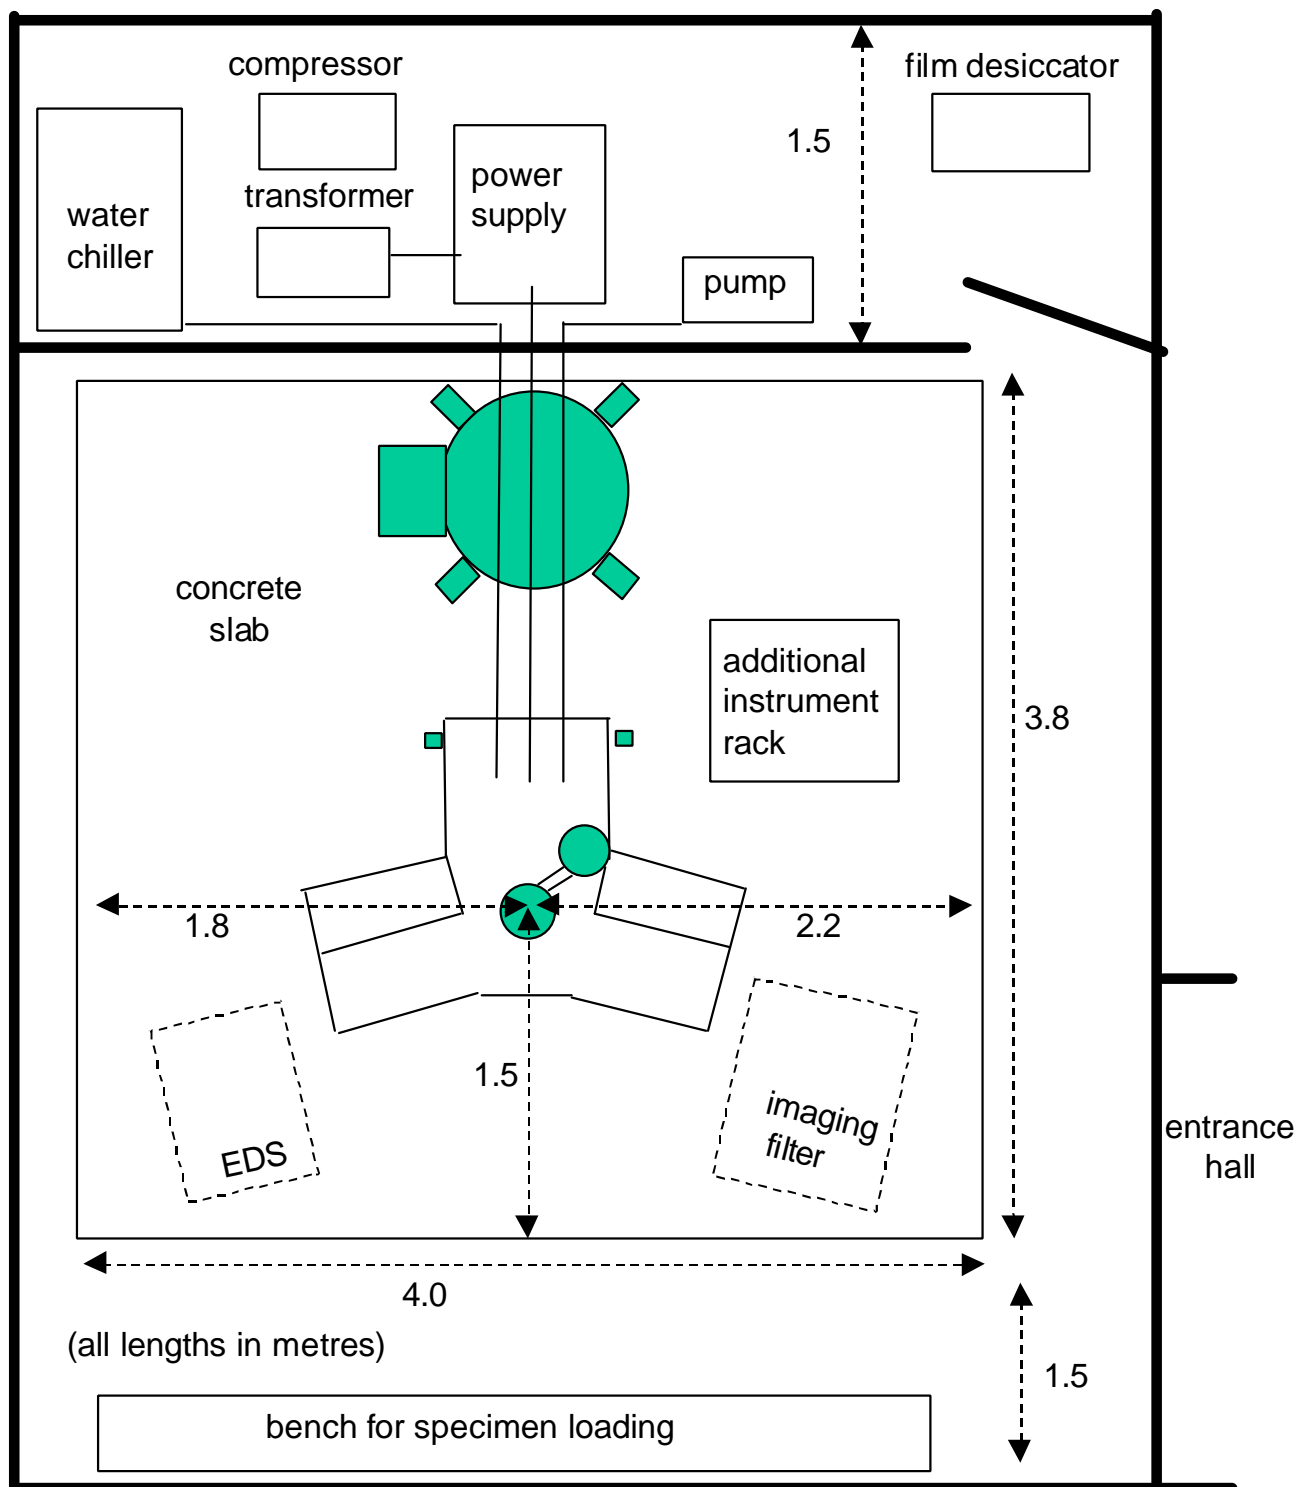 compressor
film desiccator
1.5
power
supply
transformer
water
chiller
pump
concrete
slab
additional
instrument
rack
3.8
1.8
2.2
1.5
imaging
filter
EDS
entrance
hall
4.0
(all lengths in metres)
1.5
bench for specimen loading